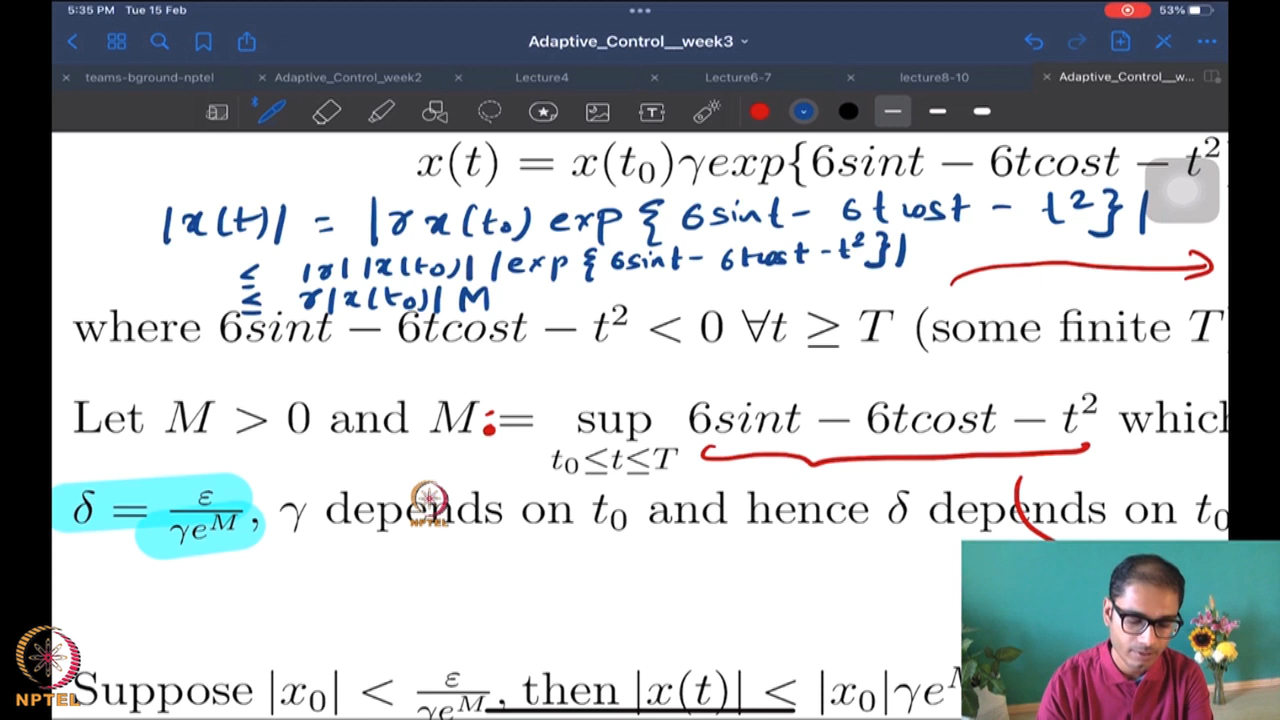 5:35 PM Tue 15 Feb
53%
Adaptive_Control__week3
teams-bground-nptel
Adaptive_Control_week2
Lecture4
Lecture6-7
lecture8-10
Adaptive_Control__w...
x(t) = x(t₀)γexp{6sint − 6tcost − t²
|x(t)| = |γ x(t₀) exp { 6sint − 6tcost − t² }|
≤ |γ| |x(t₀)| |exp { 6sint − 6tcost − t² }|
≤ γ|x(t₀)| M
where 6sint − 6tcost − t² < 0 ∀t ≥ T (some finite T
Let M > 0 and M := sup 6sint − 6tcost − t² which
t₀≤t≤T
δ = ε/γe^M, γ depends on t₀ and hence δ depends on t₀
NPTEL
Suppose |x₀| < ε/γe^M, then |x(t)| ≤ |x₀|γe^M
NPTEL